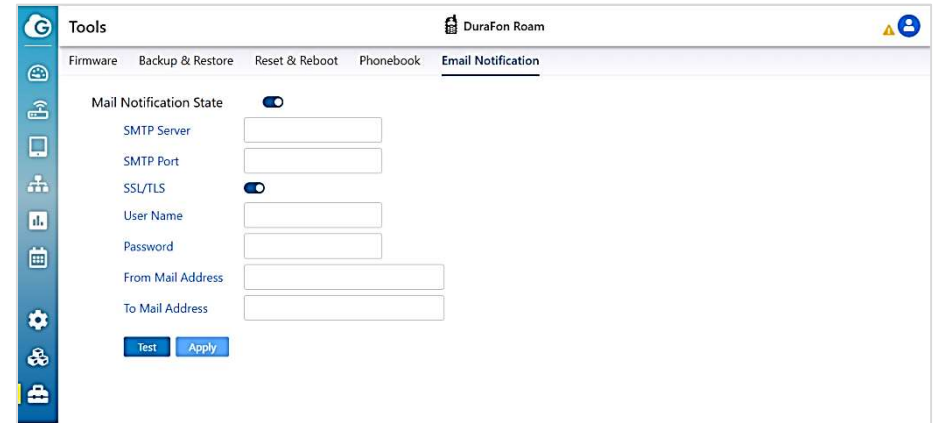 Tools
DuraFon Roam
Firmware Backup & Restore Reset & Reboot Phonebook Email Notification
Mail Notification State
SMTP Server
SMTP Port
SSL/TLS
User Name
Password
From Mail Address
To Mail Address
Test Apply